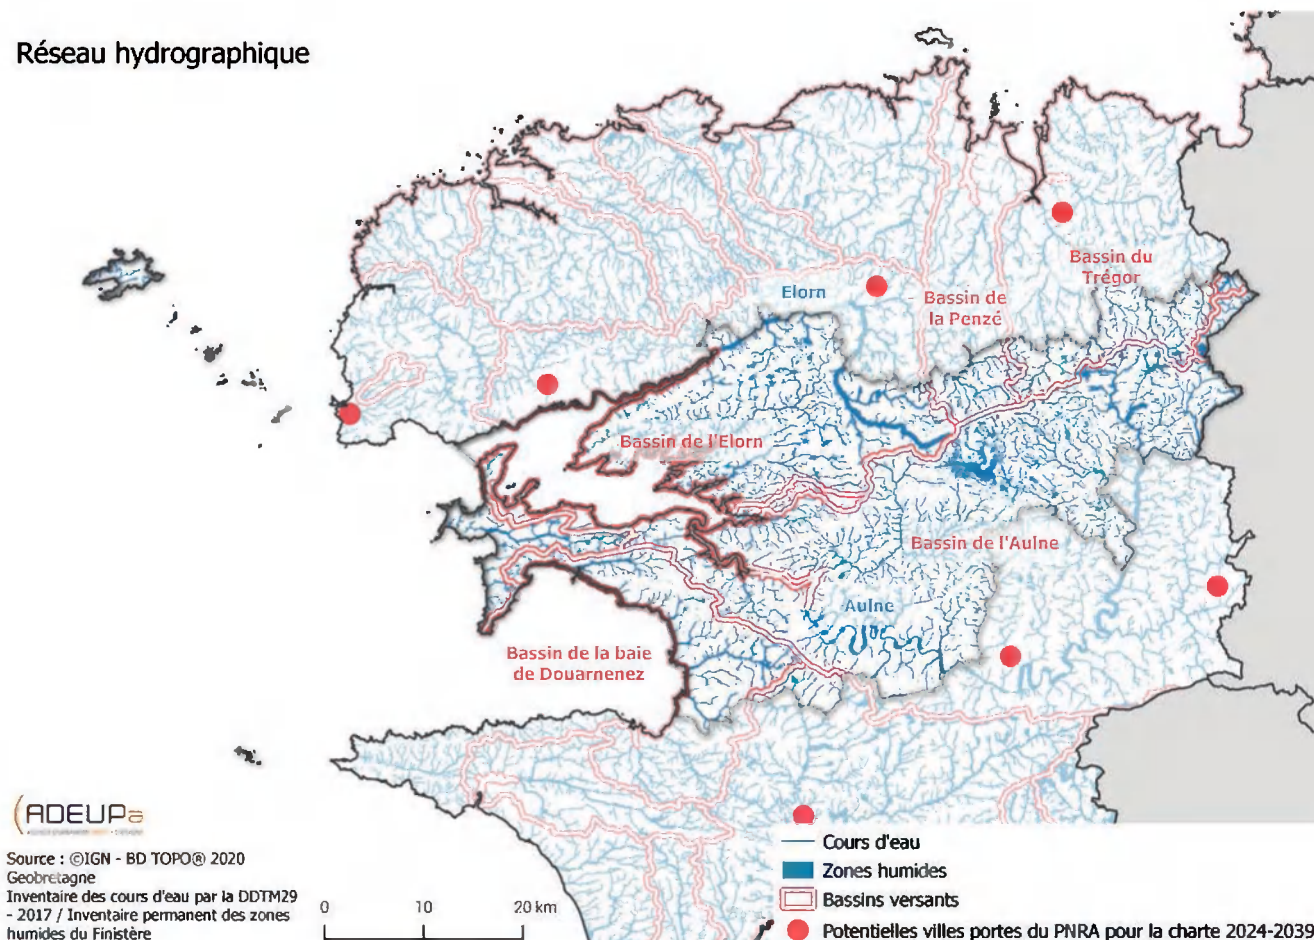 Réseau hydrographique
Bassin du
Trégor
Elorn
Bassin de
la Penzé
Bassin de l'Elorn
Bassin de l'Aulne
Aulne
Bassin de la baie
de Douarnenez
ADEUPa
Source : ©IGN - BD TOPO® 2020
Geobretagne
Inventaire des cours d'eau par la DDTM29
- 2017 / Inventaire permanent des zones
humides du Finistère
0 10 20 km
Cours d'eau
Zones humides
Bassins versants
Potentielles villes portes du PNRA pour la charte 2024-2039